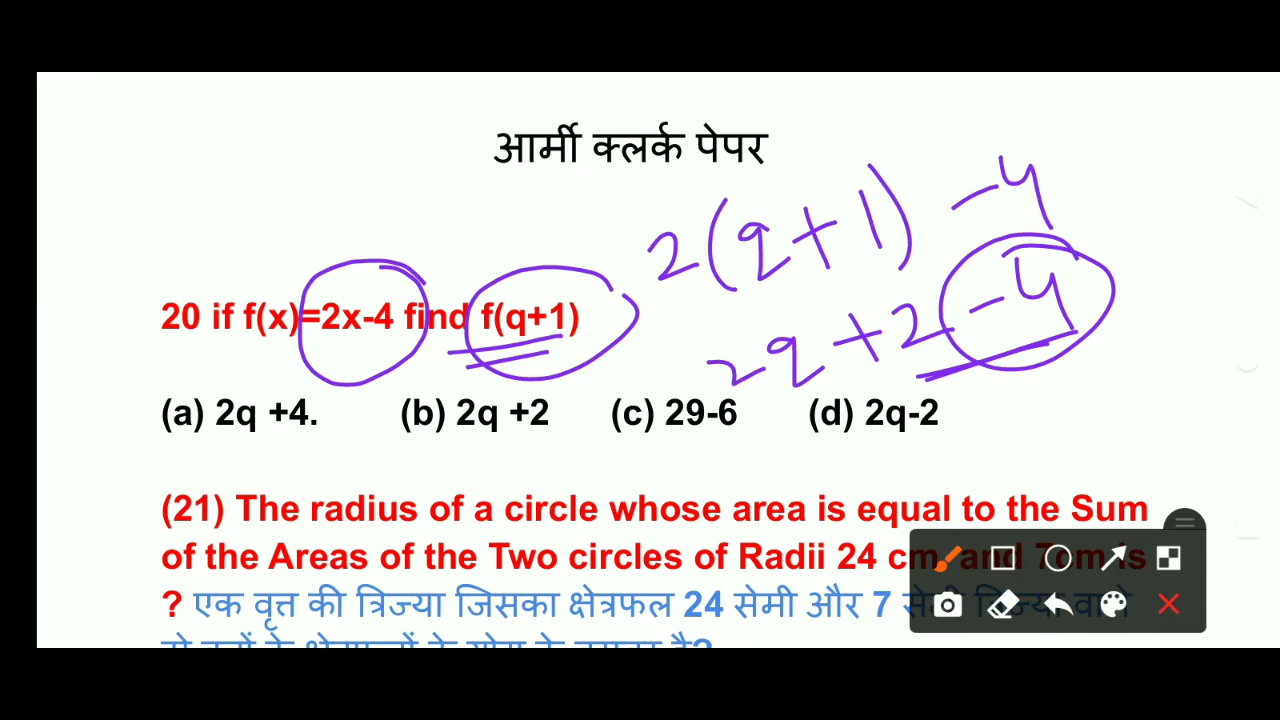 आर्मी क्लर्क पेपर
2(q+1) -4
20 if f(x)=2x-4 find f(q+1)
2q+2-4
(a) 2q +4. (b) 2q +2 (c) 29-6 (d) 2q-2
(21) The radius of a circle whose area is equal to the Sum
of the Areas of the Two circles of Radii 24 cm and 7cm is
? एक वृत्त की त्रिज्या जिसका क्षेत्रफल 24 सेमी और 7